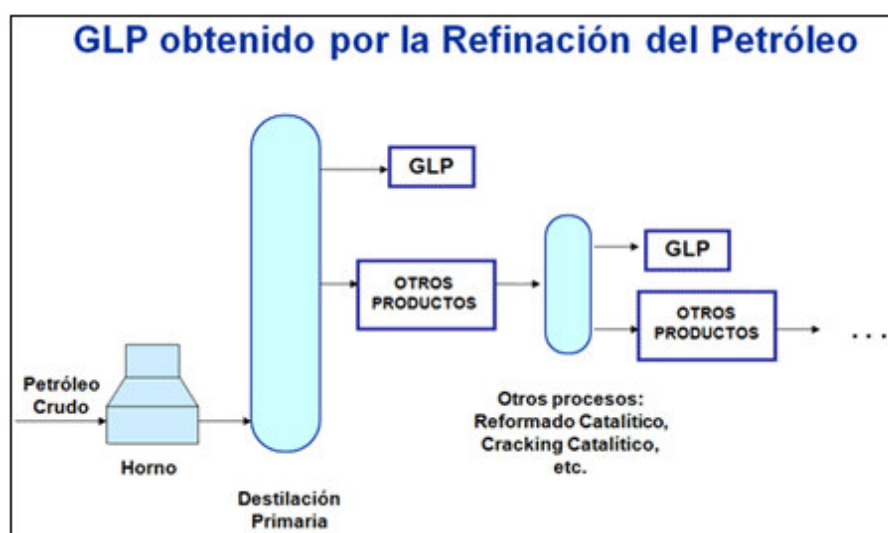 GLP obtenido por la Refinación del Petróleo
GLP
OTROS
PRODUCTOS
GLP
OTROS
PRODUCTOS
...
Petróleo
Crudo
Horno
Destilación
Primaria
Otros procesos:
Reformado Catalítico,
Cracking Catalítico,
etc.